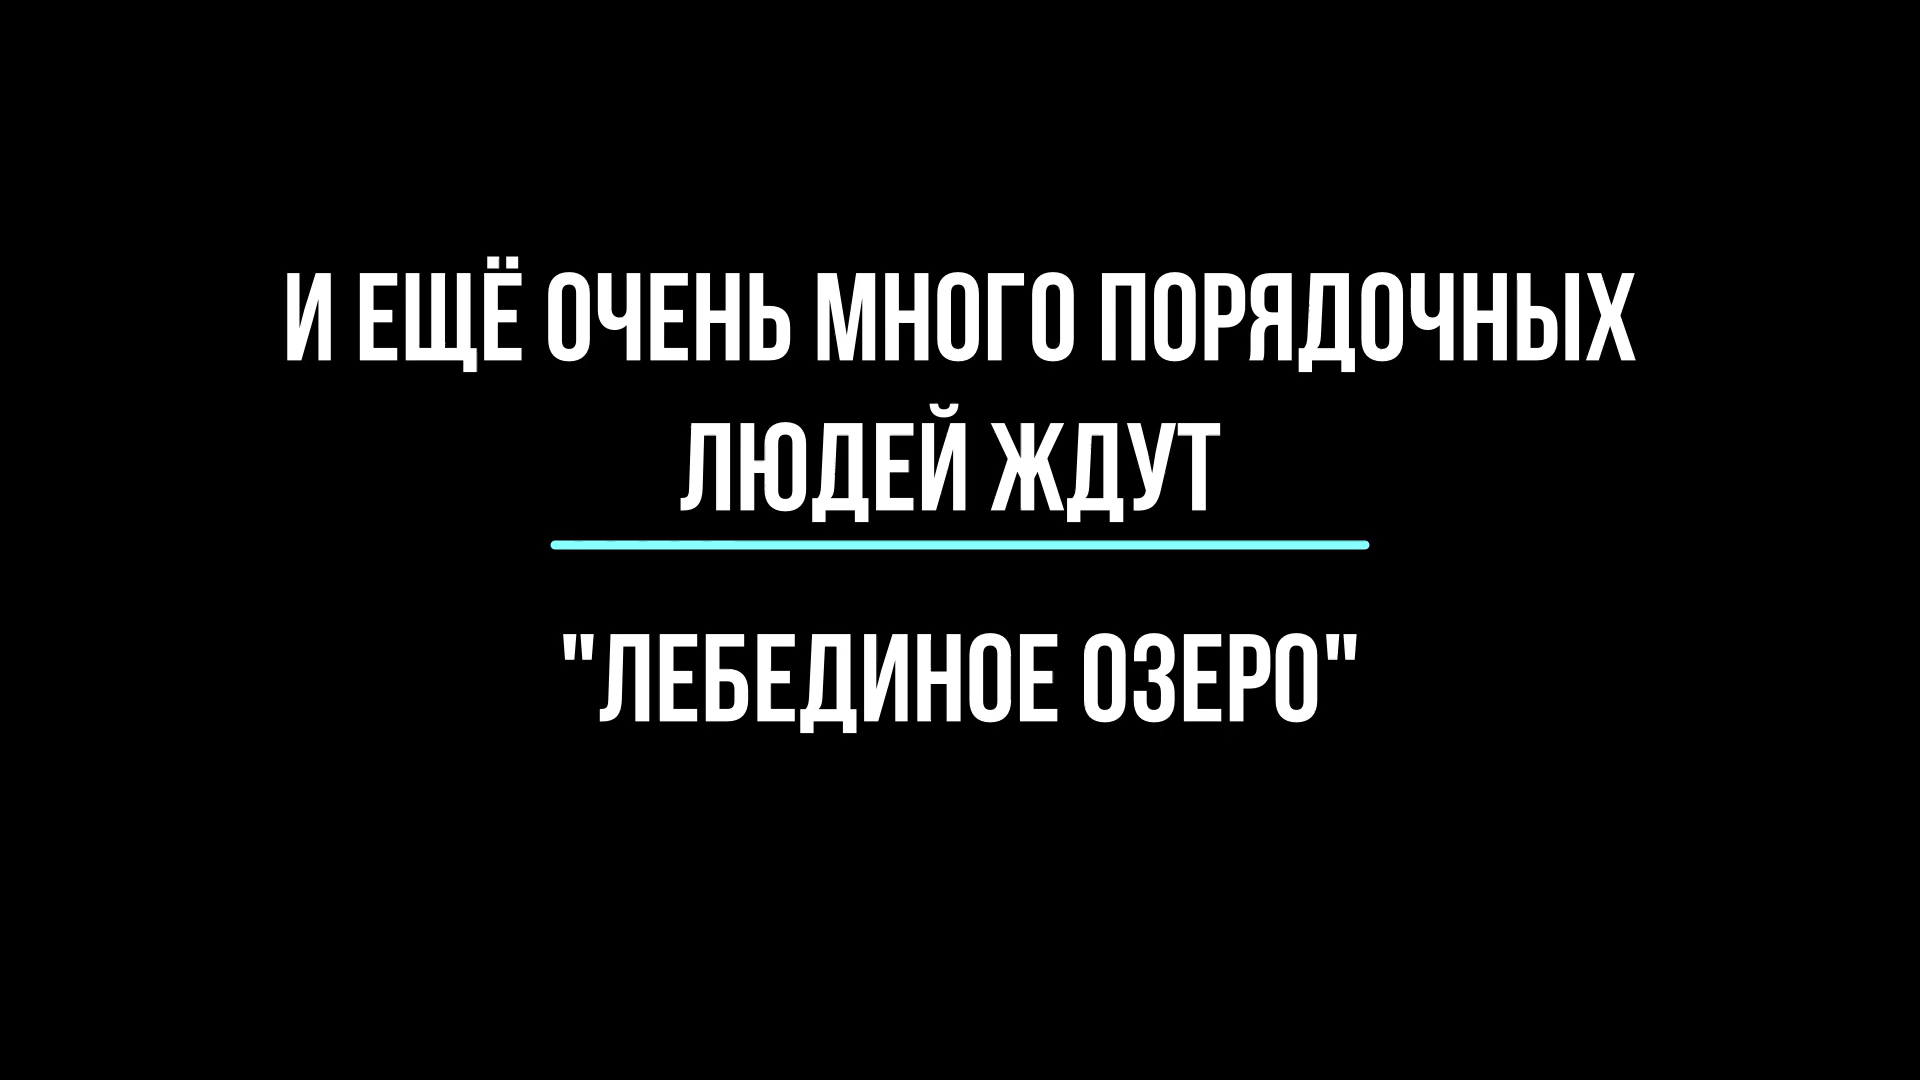 И ЕЩЁ ОЧЕНЬ МНОГО ПОРЯДОЧНЫХ
ЛЮДЕЙ ЖДУТ
"ЛЕБЕДИНОЕ ОЗЕРО"